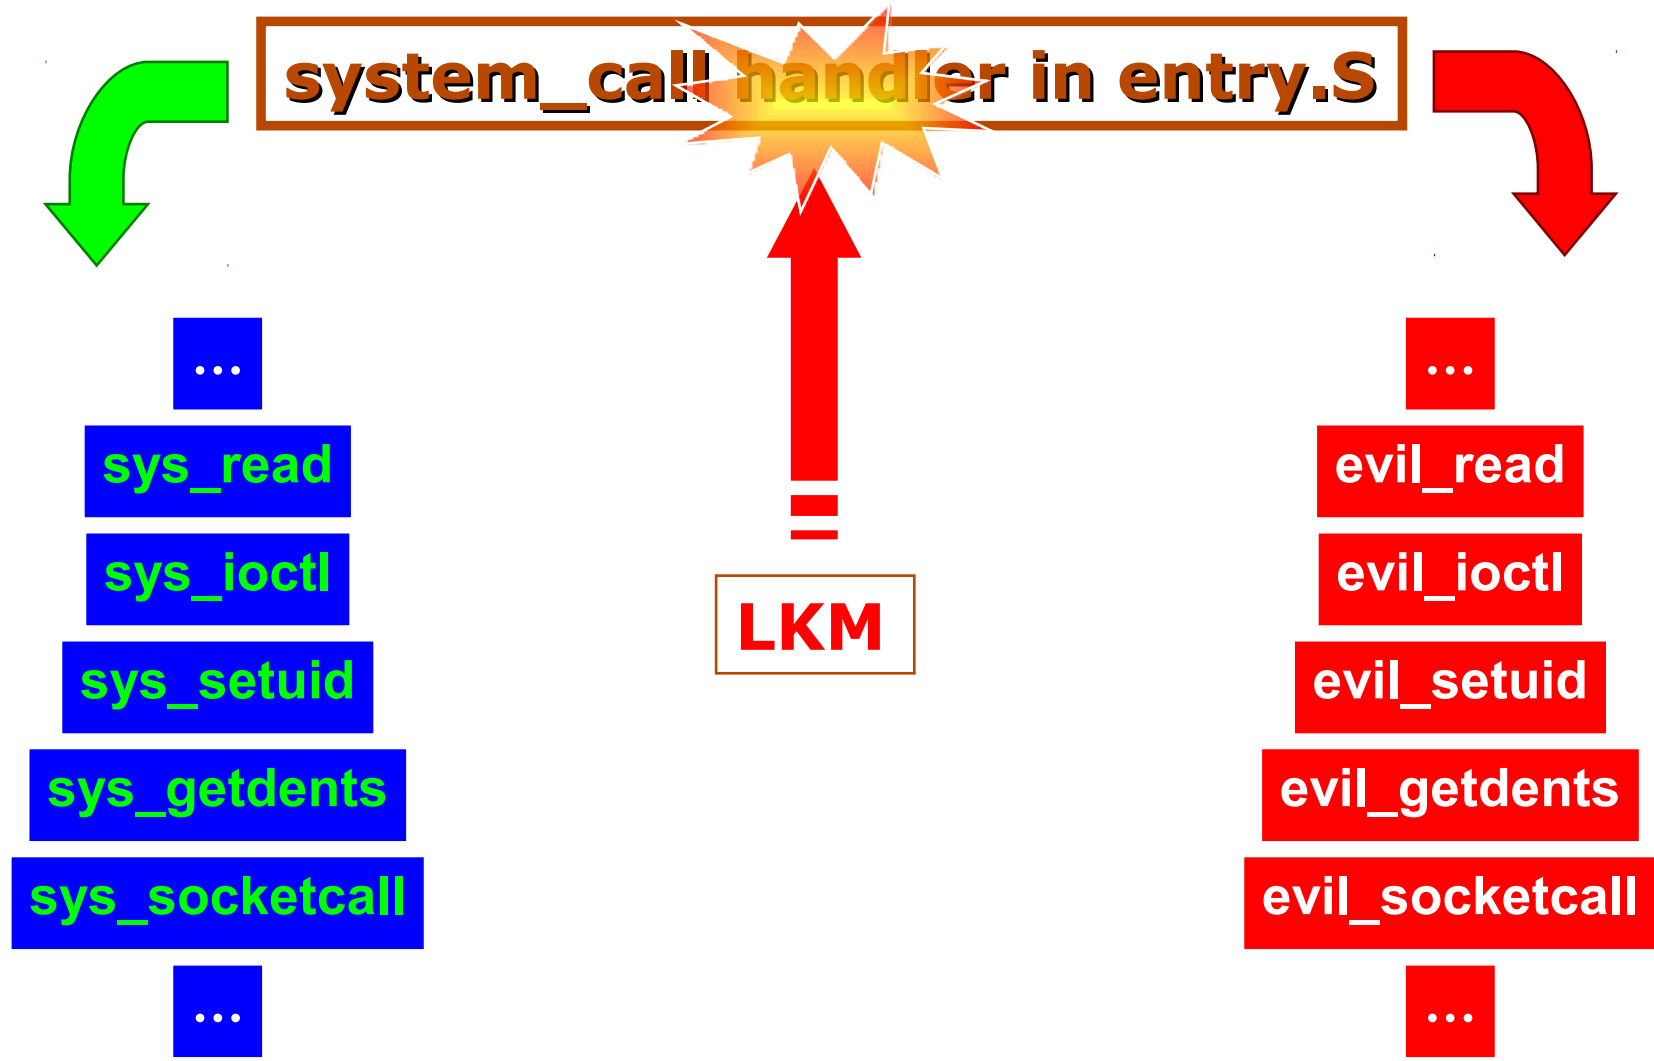 system_call handler in entry.S
...
sys_read
sys_ioctl
sys_setuid
sys_getdents
sys_socketcall
...
LKM
...
evil_read
evil_ioctl
evil_setuid
evil_getdents
evil_socketcall
...